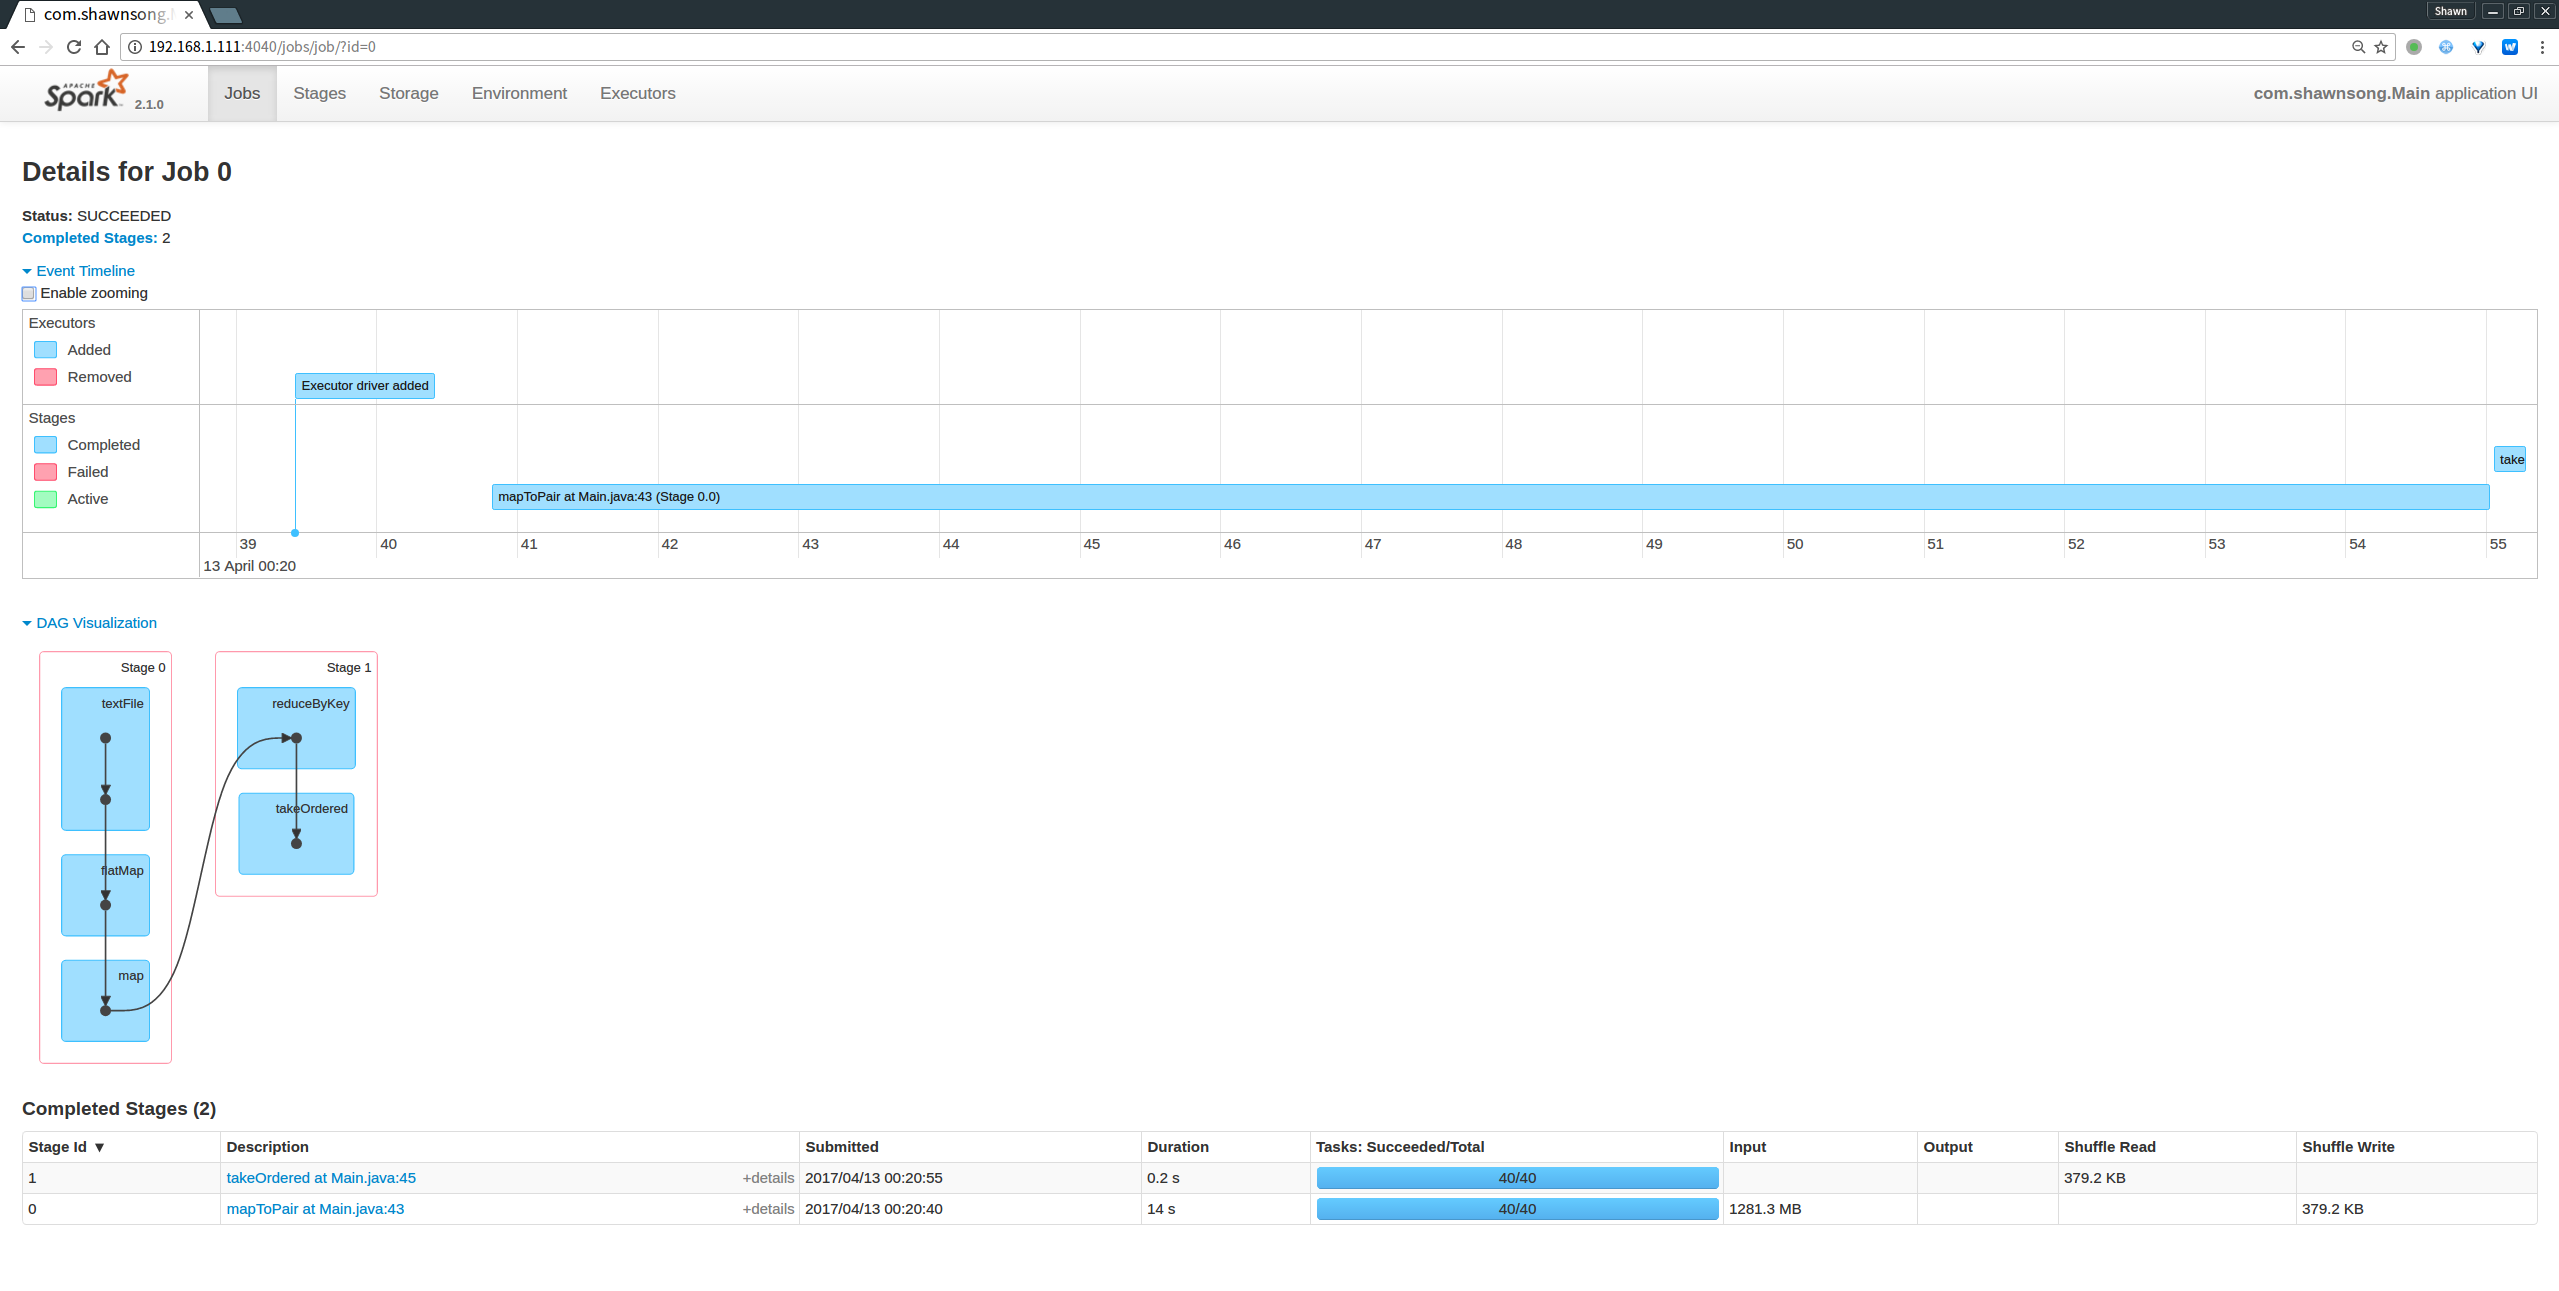 com.shawnsong.
Shawn
192.168.1.111:4040/jobs/job/?id=0
APACHE
Spark 2.1.0
Jobs Stages Storage Environment Executors com.shawnsong.Main application UI
Details for Job 0
Status: SUCCEEDED
Completed Stages: 2
Event Timeline
Enable zooming
Executors
Added
Removed
Executor driver added
Stages
Completed
Failed
Active
take
mapToPair at Main.java:43 (Stage 0.0)
39 40 41 42 43 44 45 46 47 48 49 50 51 52 53 54 55
13 April 00:20
DAG Visualization
Stage 0
textFile
flatMap
map
Stage 1
reduceByKey
takeOrdered
Completed Stages (2)
Stage Id ▼ Description Submitted Duration Tasks: Succeeded/Total Input Output Shuffle Read Shuffle Write
1 takeOrdered at Main.java:45 +details 2017/04/13 00:20:55 0.2 s 40/40 379.2 KB
0 mapToPair at Main.java:43 +details 2017/04/13 00:20:40 14 s 40/40 1281.3 MB 379.2 KB